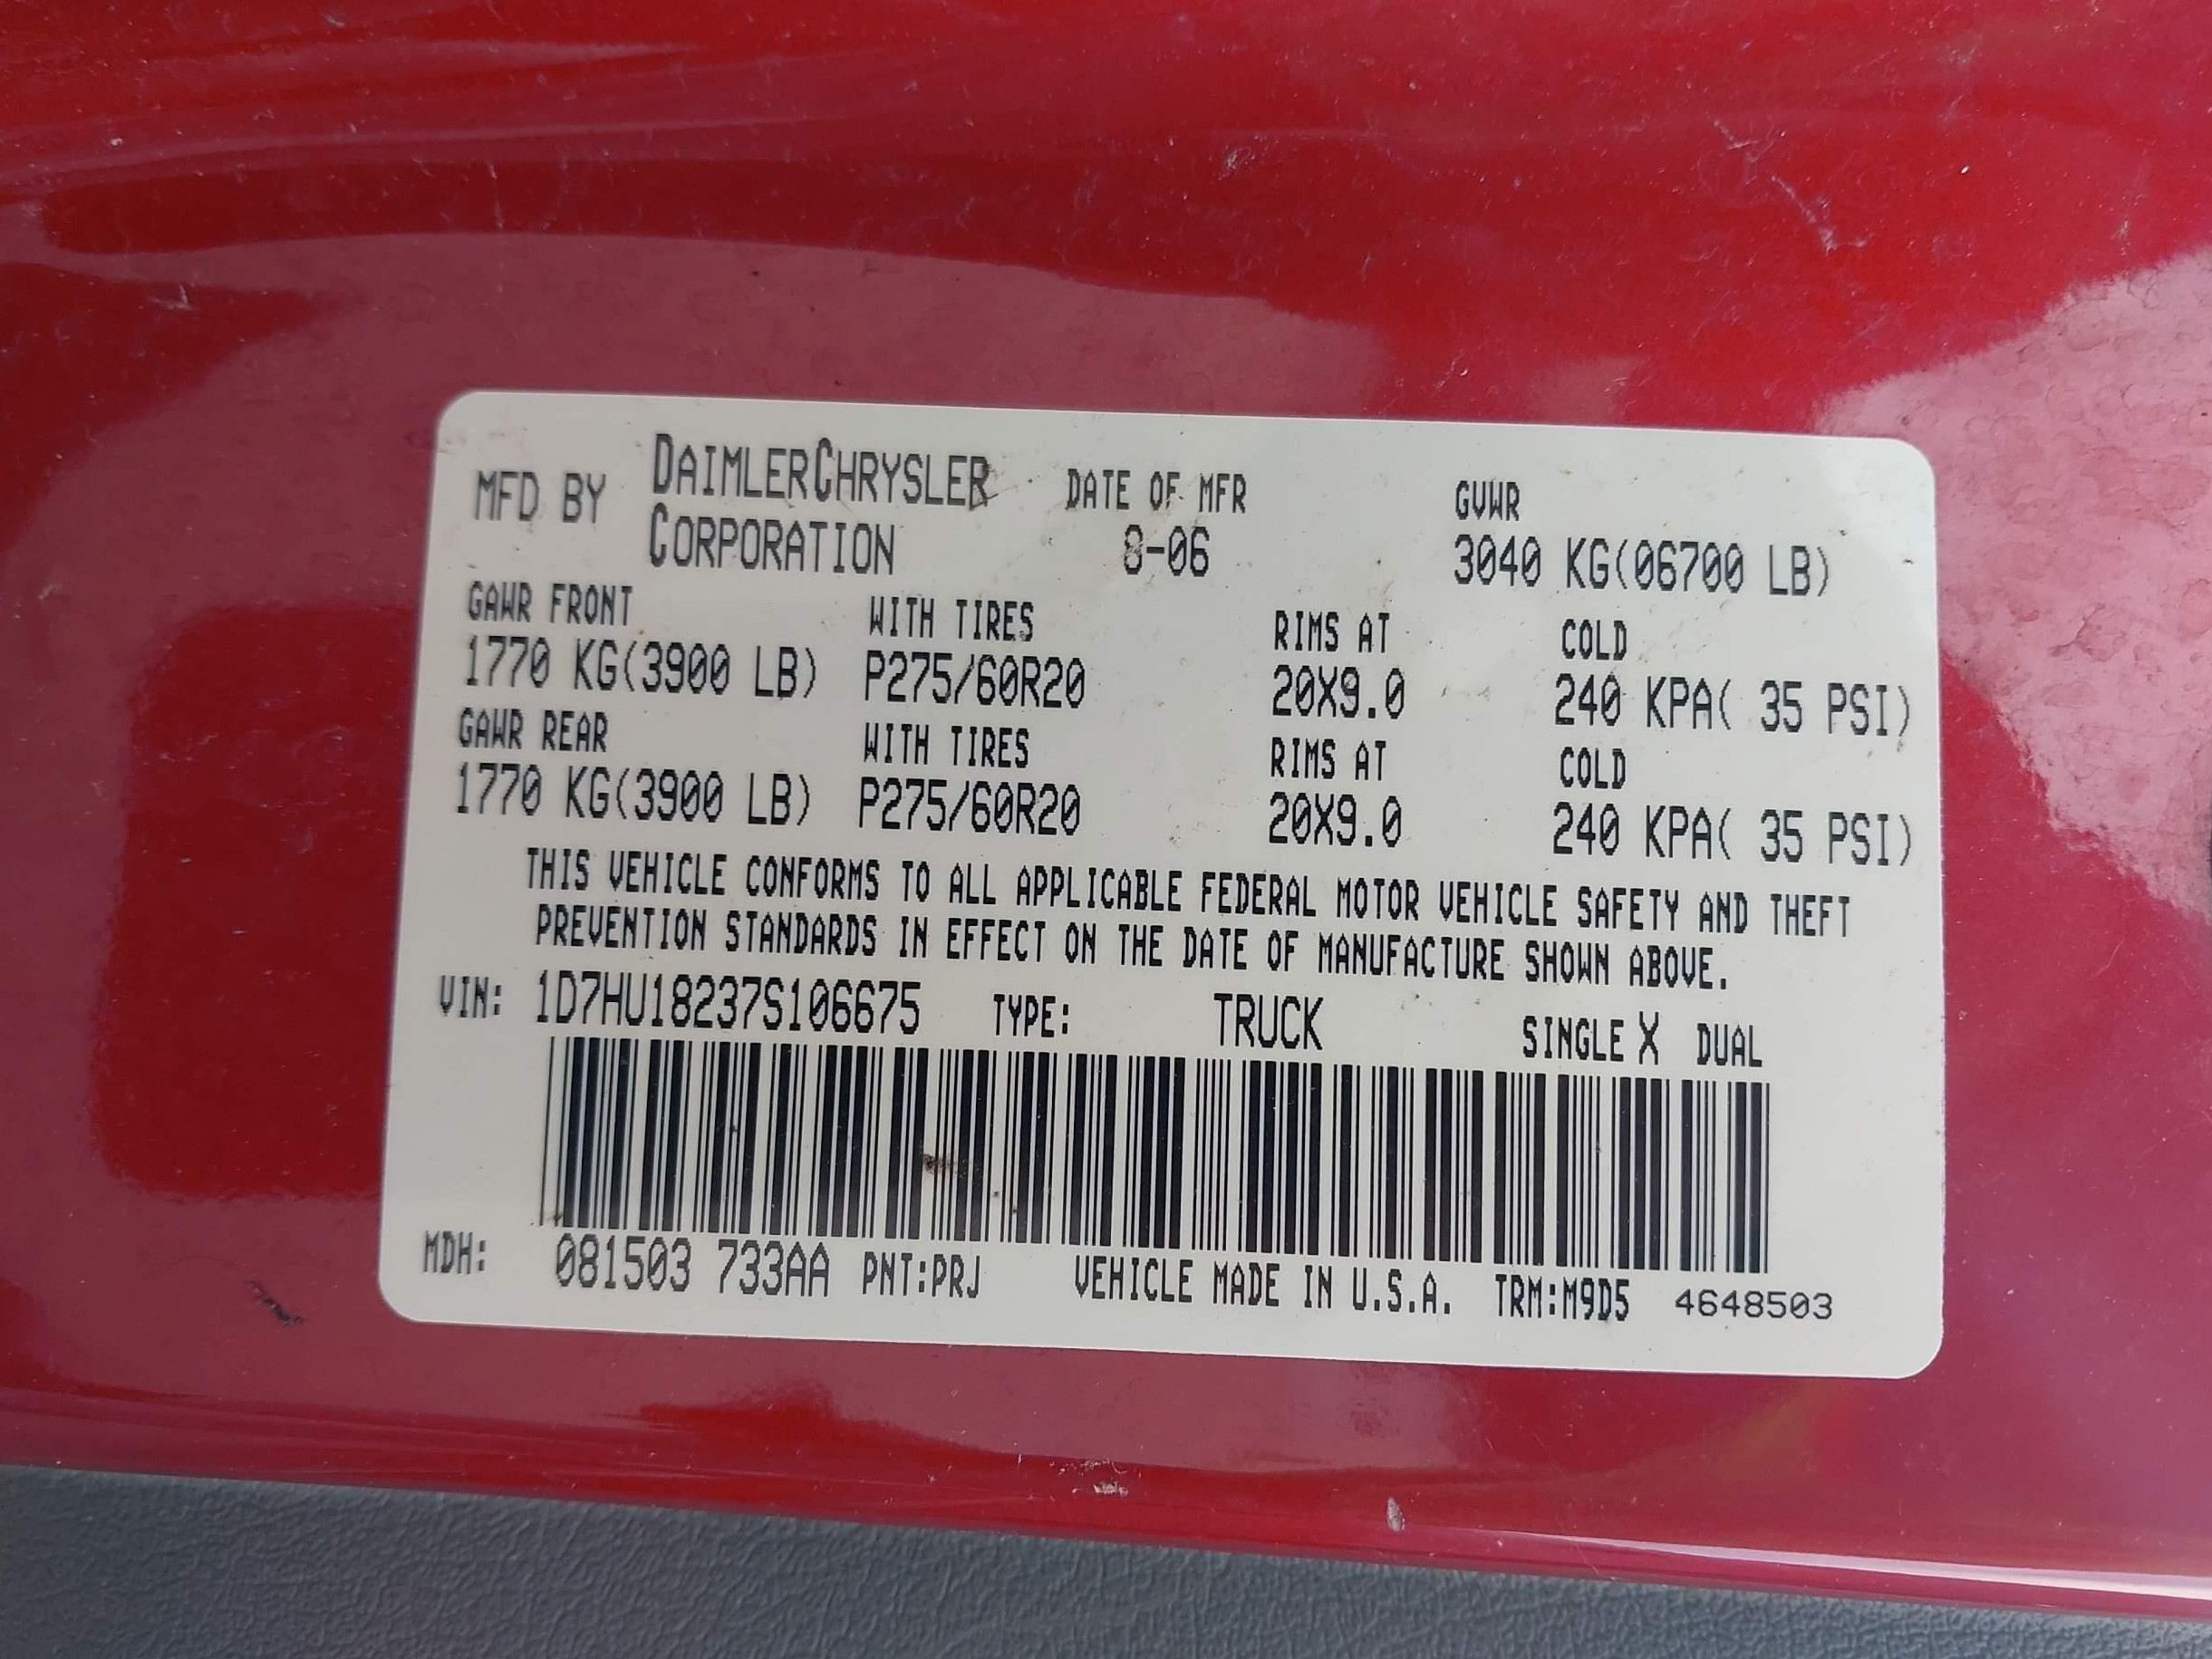 MFD BY DAIMLERCHRYSLER CORPORATION DATE OF MFR 8-06 GVWR 3040 KG(06700 LB)
GAWR FRONT WITH TIRES RIMS AT COLD
1770 KG(3900 LB) P275/60R20 20X9.0 240 KPA( 35 PSI)
GAWR REAR WITH TIRES RIMS AT COLD
1770 KG(3900 LB) P275/60R20 20X9.0 240 KPA( 35 PSI)
THIS VEHICLE CONFORMS TO ALL APPLICABLE FEDERAL MOTOR VEHICLE SAFETY AND THEFT
PREVENTION STANDARDS IN EFFECT ON THE DATE OF MANUFACTURE SHOWN ABOVE.
VIN: 1D7HU18237S106675 TYPE: TRUCK SINGLE X DUAL
MDH: 081503 733AA PNT:PRJ VEHICLE MADE IN U.S.A. TRM:M9D5 4648503